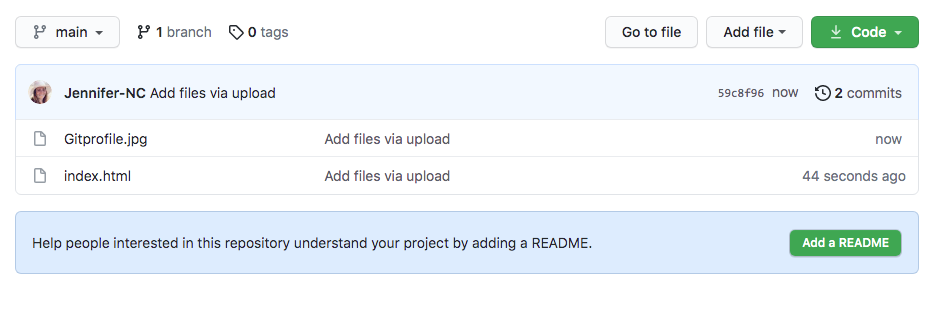 main 1 branch 0 tags Go to file Add file Code
Jennifer-NC Add files via upload 59c8f96 now 2 commits
Gitprofile.jpg Add files via upload now
index.html Add files via upload 44 seconds ago
Help people interested in this repository understand your project by adding a README. Add a README